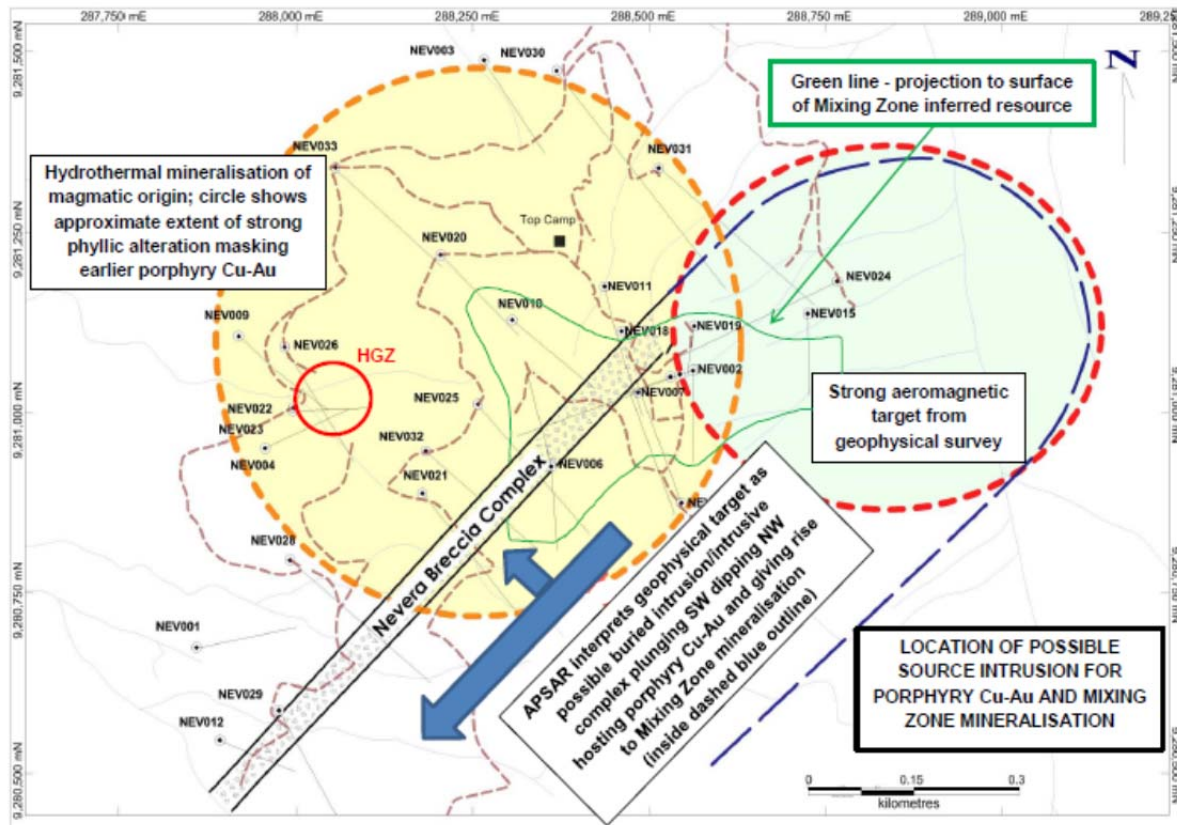 287,750 mE
288,000 mE
288,250 mE
288,500 mE
288,750 mE
289,000 mE
289,25
9,281,500 mN
NEV003
NEV030
N
Green line - projection to surface
of Mixing Zone inferred resource
NEV033
NEV031
Hydrothermal mineralisation of
magmatic origin; circle shows
approximate extent of strong
phyllic alteration masking
earlier porphyry Cu-Au
Top Camp
9,281,250 mN
NEV020
NEV024
NEV011
NEV010
NEV015
NEV009
NEV018
NEV019
NEV026
HGZ
NEV002
NEV007
Strong aeromagnetic
target from
geophysical survey
NEV025
NEV022
9,281,000 mN
NEV023
NEV032
NEV004
NEV006
NEV021
Nevera Breccia Complex
APSAR interprets geophysical target as
possible buried intrusion/intrusive
complex plunging SW dipping NW
hosting porphyry Cu-Au and giving rise
to Mixing Zone mineralisation
(inside dashed blue outline)
NEV028
9,280,750 mN
NEV001
LOCATION OF POSSIBLE
SOURCE INTRUSION FOR
PORPHYRY Cu-Au AND MIXING
ZONE MINERALISATION
NEV029
NEV012
9,280,500 mN
0 0.15 0.3
kilometres